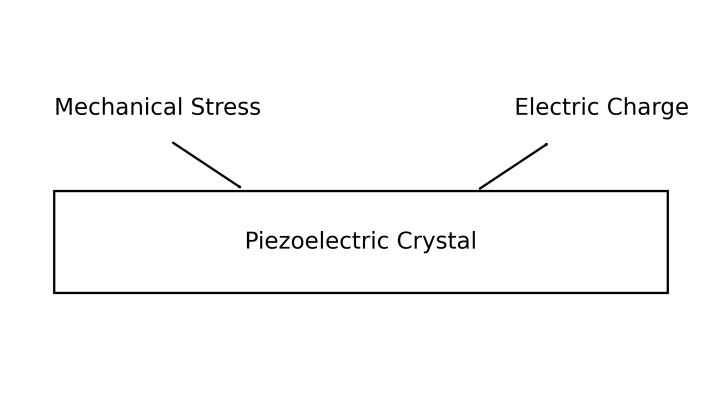 Mechanical Stress
Electric Charge
Piezoelectric Crystal